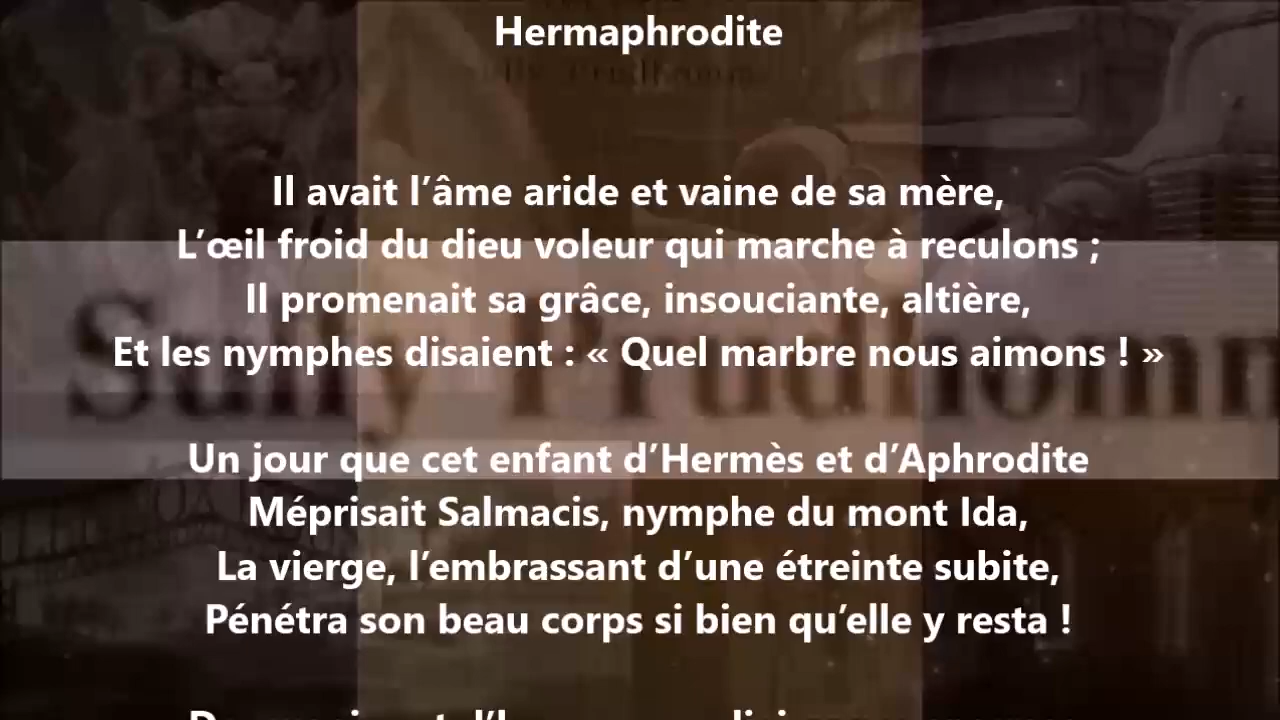 Hermaphrodite
Il avait l’âme aride et vaine de sa mère,
L’œil froid du dieu voleur qui marche à reculons ;
Il promenait sa grâce, insouciante, altière,
Et les nymphes disaient : « Quel marbre nous aimons ! »
Un jour que cet enfant d’Hermès et d’Aphrodite
Méprisait Salmacis, nymphe du mont Ida,
La vierge, l’embrassant d’une étreinte subite,
Pénétra son beau corps si bien qu’elle y resta !
Sully Prudhomm